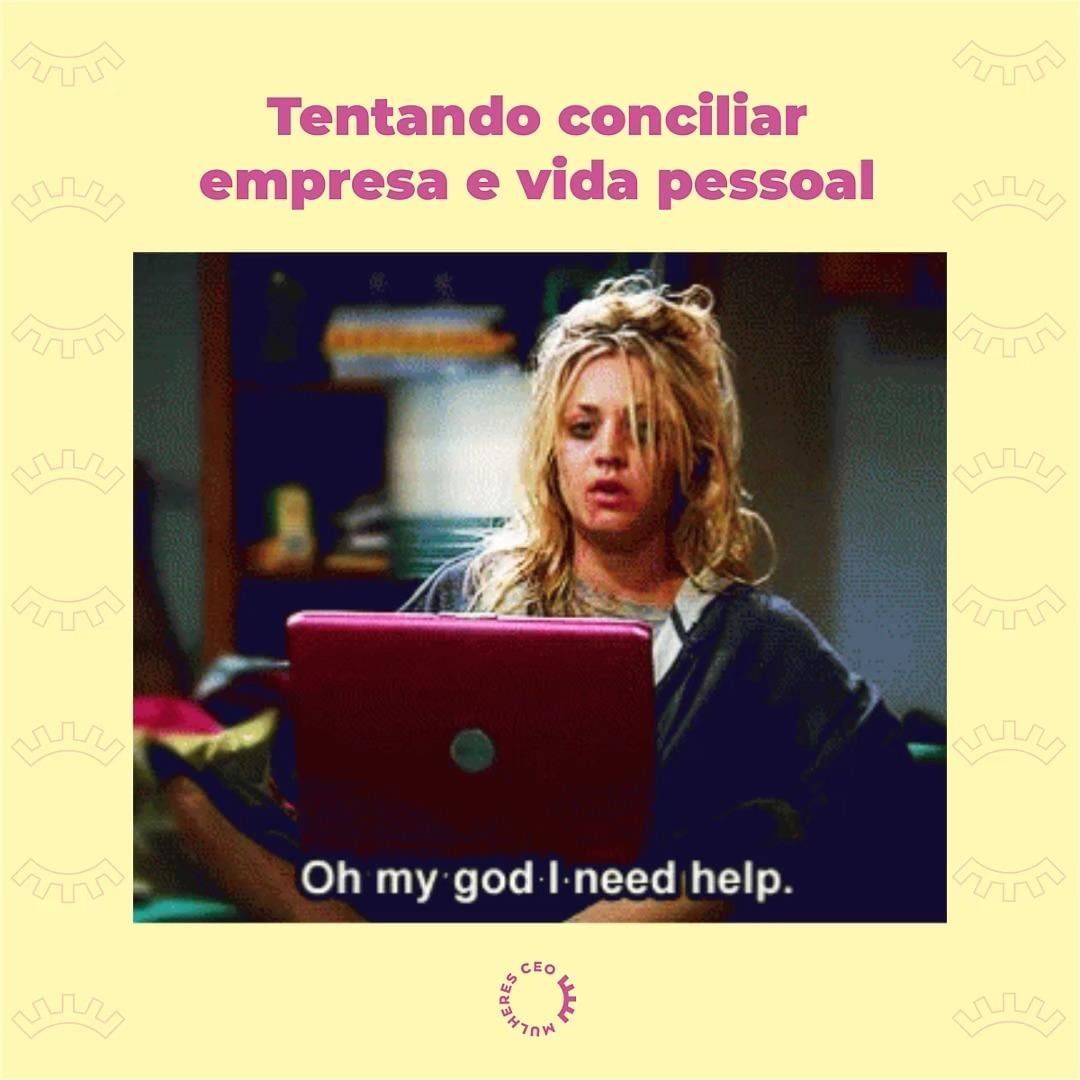 Tentando conciliar
empresa e vida pessoal
Oh my god I need help.
MULHERES CEO